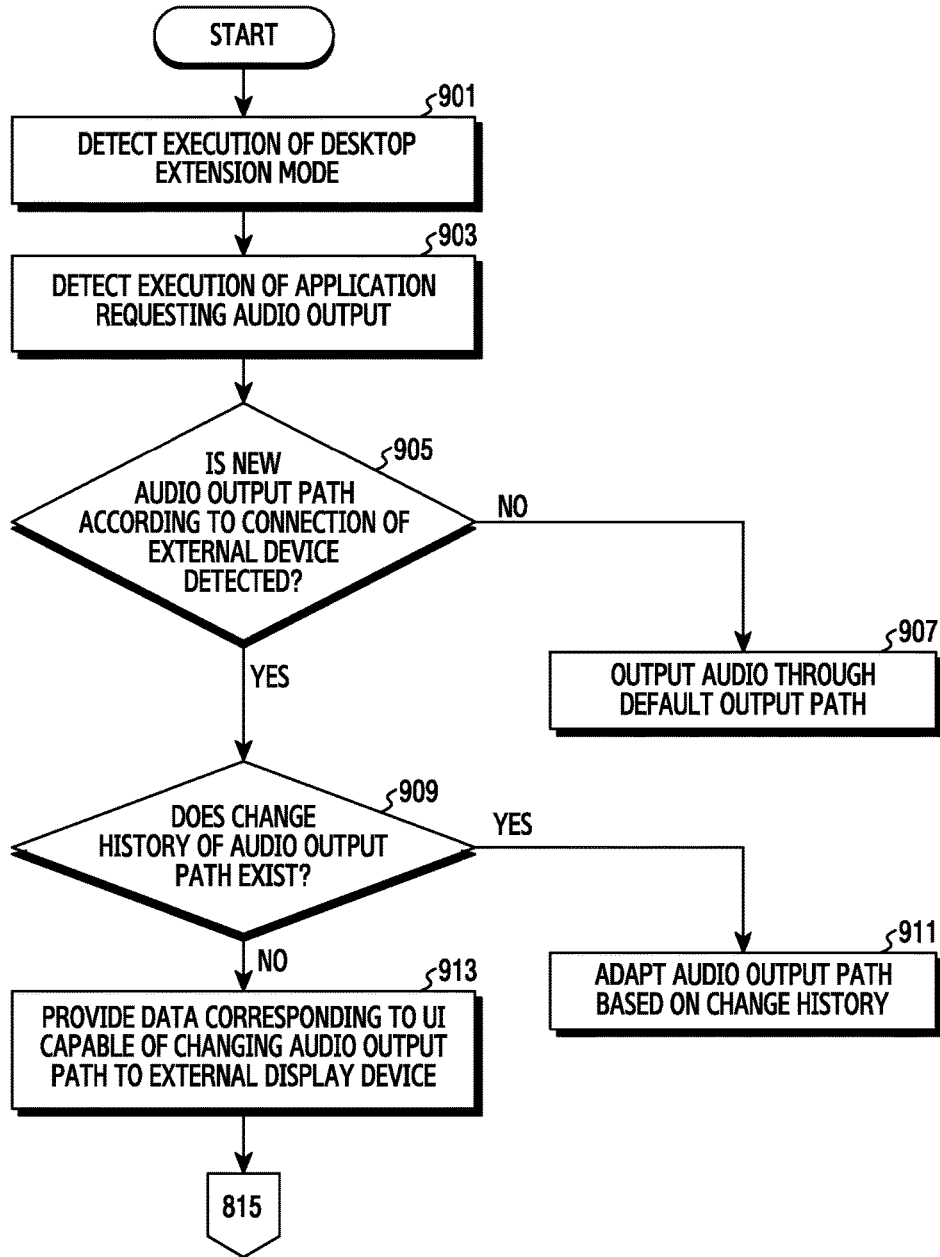 START
901
DETECT EXECUTION OF DESKTOP
EXTENSION MODE
903
DETECT EXECUTION OF APPLICATION
REQUESTING AUDIO OUTPUT
905
IS NEW
AUDIO OUTPUT PATH
ACCORDING TO CONNECTION OF
EXTERNAL DEVICE
DETECTED?
NO
YES
907
OUTPUT AUDIO THROUGH
DEFAULT OUTPUT PATH
909
DOES CHANGE
HISTORY OF AUDIO OUTPUT
PATH EXIST?
YES
NO
911
ADAPT AUDIO OUTPUT PATH
BASED ON CHANGE HISTORY
913
PROVIDE DATA CORRESPONDING TO UI
CAPABLE OF CHANGING AUDIO OUTPUT
PATH TO EXTERNAL DISPLAY DEVICE
815